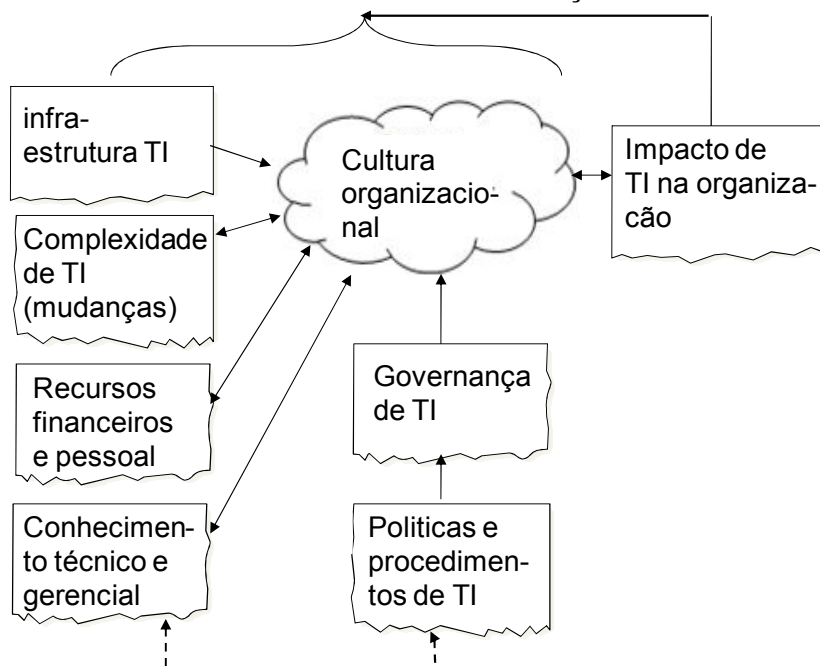 infra-
estrutura TI
Complexidade
de TI
(mudanças)
Recursos
financeiros
e pessoal
Conhecimen-
to técnico e
gerencial
Cultura
organizacio-
nal
Governança
de TI
Politicas e
procedimen-
tos de TI
Impacto de
TI na organiza-
cão